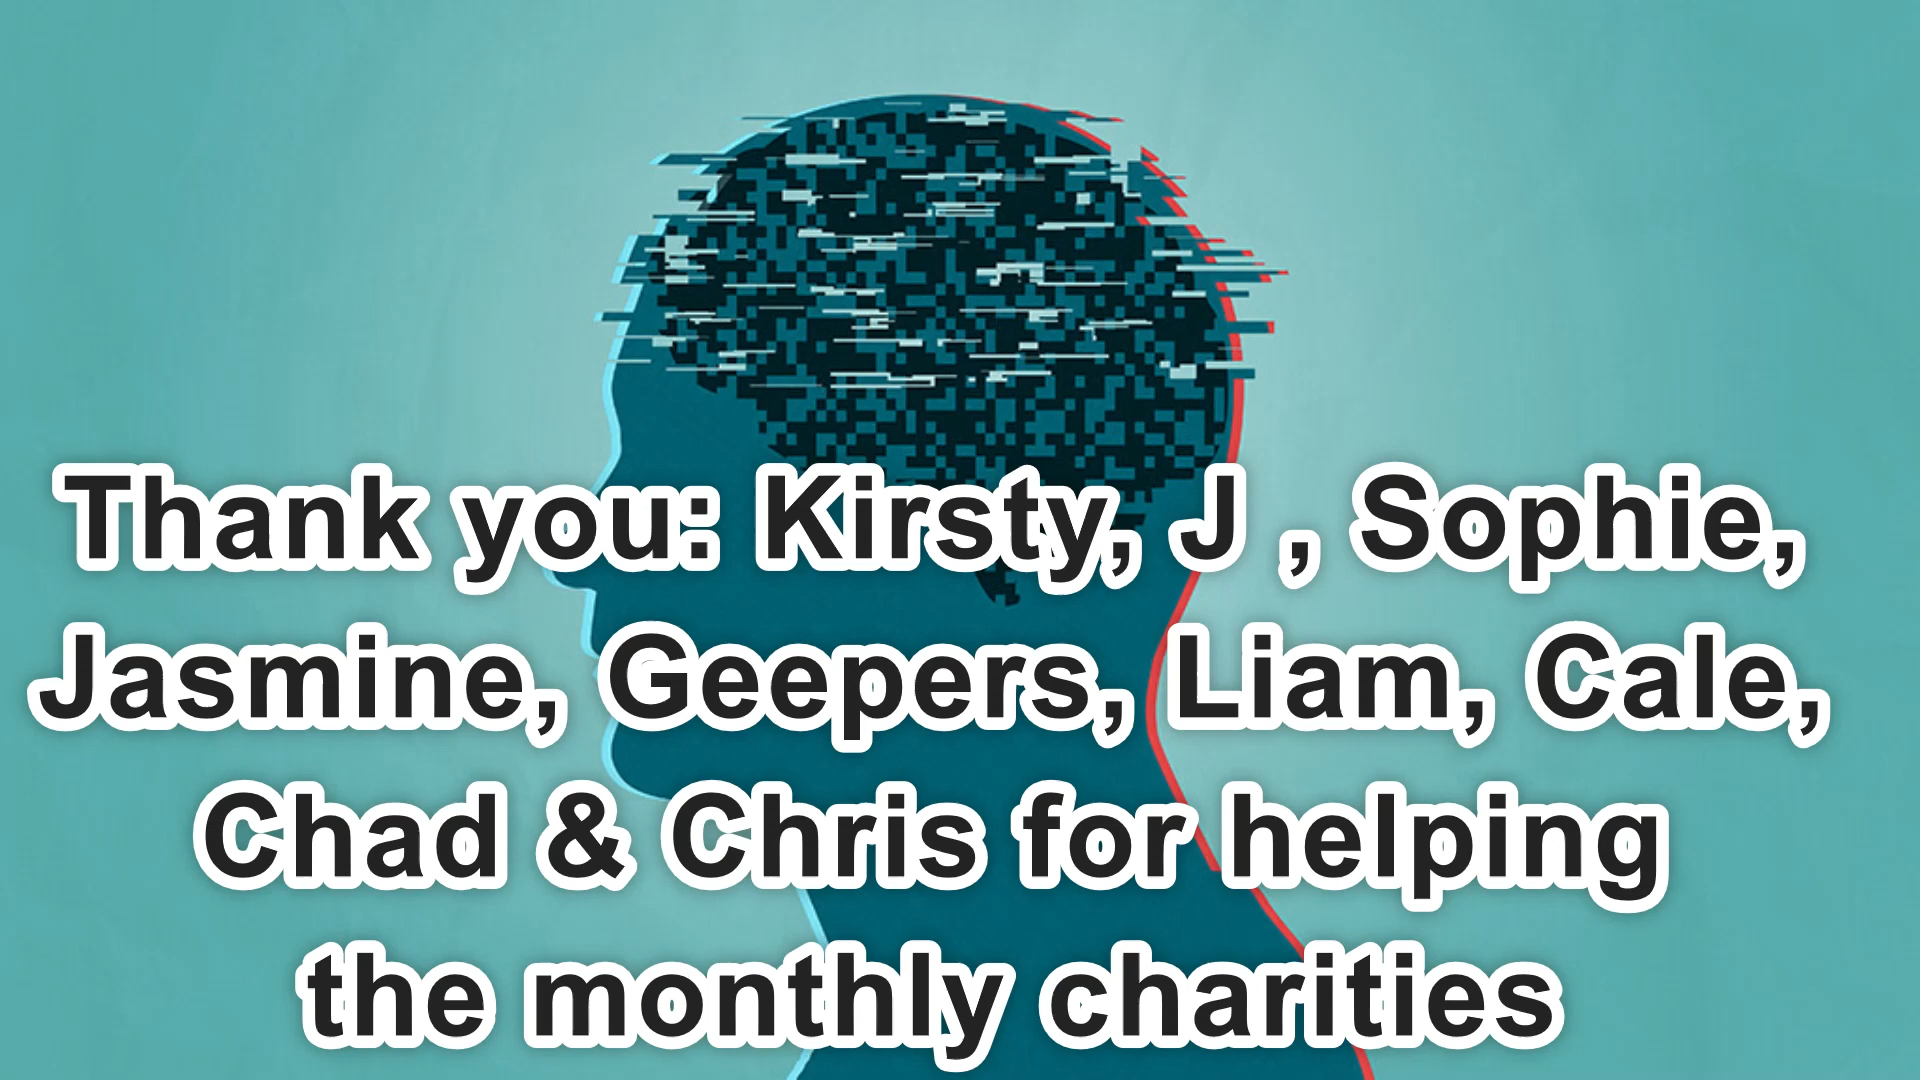 Thank you: Kirsty, J , Sophie,
Jasmine, Geepers, Liam, Cale,
Chad & Chris for helping
the monthly charities